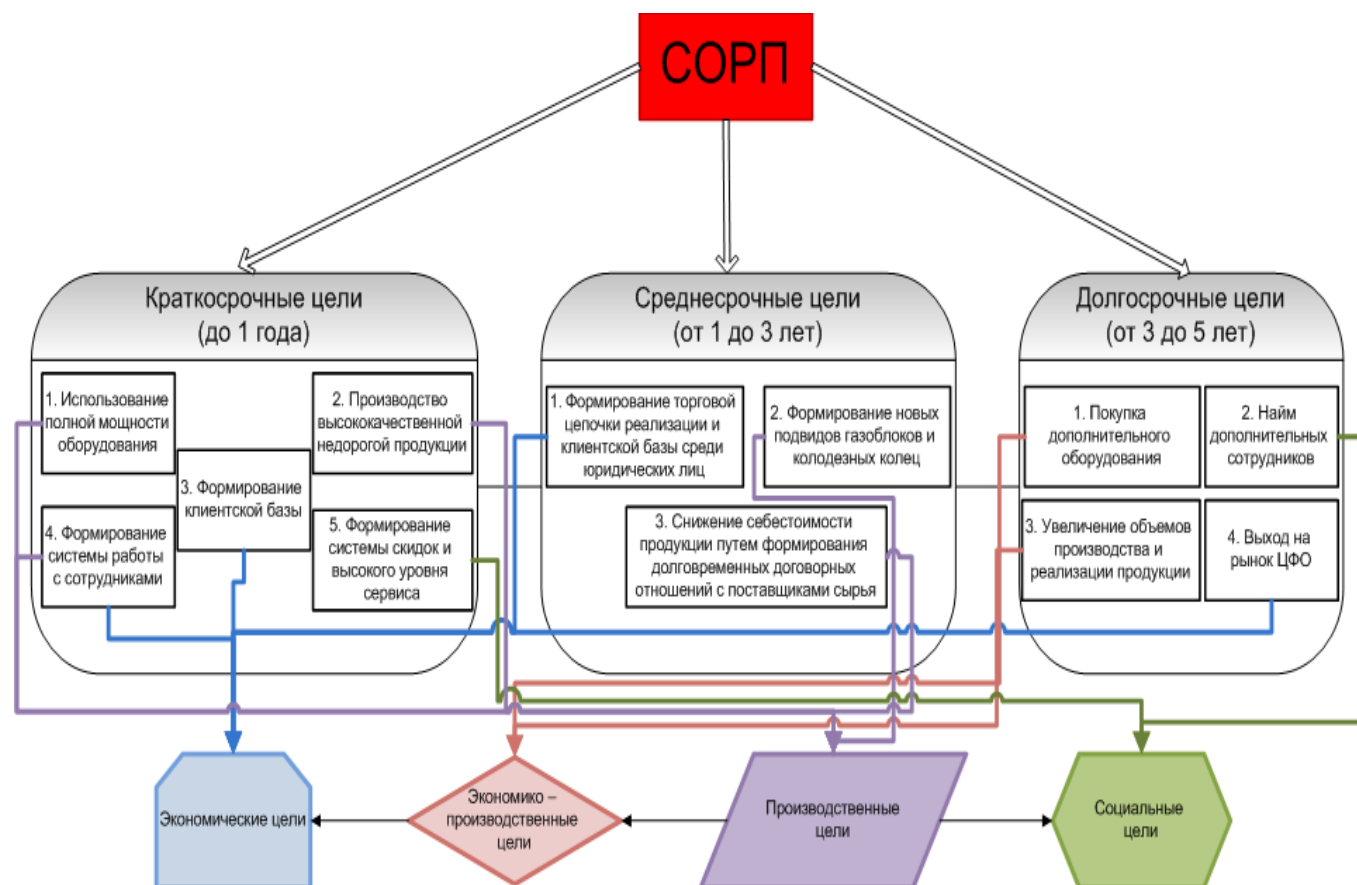 СОРП
Краткосрочные цели
(до 1 года)
1. Использование
полной мощности
оборудования
2. Производство
высококачественной
недорогой продукции
3. Формирование
клиентской базы
4. Формирование
системы работы
с сотрудниками
5. Формирование
системы скидок и
высокого уровня
сервиса
Среднесрочные цели
(от 1 до 3 лет)
1. Формирование торговой
цепочки реализации и
клиентской базы среди
юридических лиц
2. Формирование новых
подвидов газоблоков и
колодезных колец
3. Снижение себестоимости
продукции путем формирования
долговременных договорных
отношений с поставщиками сырья
Долгосрочные цели
(от 3 до 5 лет)
1. Покупка
дополнительного
оборудования
2. Найм
дополнительных
сотрудников
3. Увеличение объемов
производства и
реализации продукции
4. Выход на
рынок ЦФО
Экономические цели
Экономико –
производственные
цели
Производственные
цели
Социальные
цели